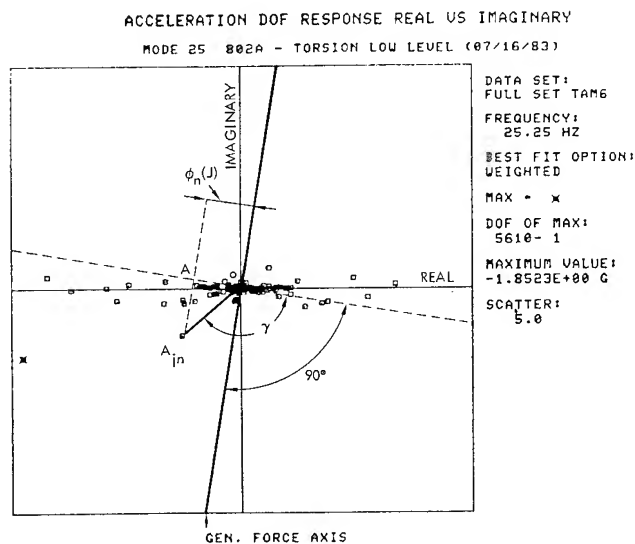 ACCELERATION DOF RESPONSE REAL VS IMAGINARY
MODE 25 802A - TORSION LOW LEVEL (07/16/83)
IMAGINARY
ϕn(J)
A
REAL
Ajn
γ
90°
GEN. FORCE AXIS
DATA SET:
FULL SET TAM6
FREQUENCY:
25.25 HZ
BEST FIT OPTION:
WEIGHTED
MAX - ж
DOF OF MAX:
5610- 1
MAXIMUM VALUE:
-1.8523E+00 G
SCATTER:
5.0